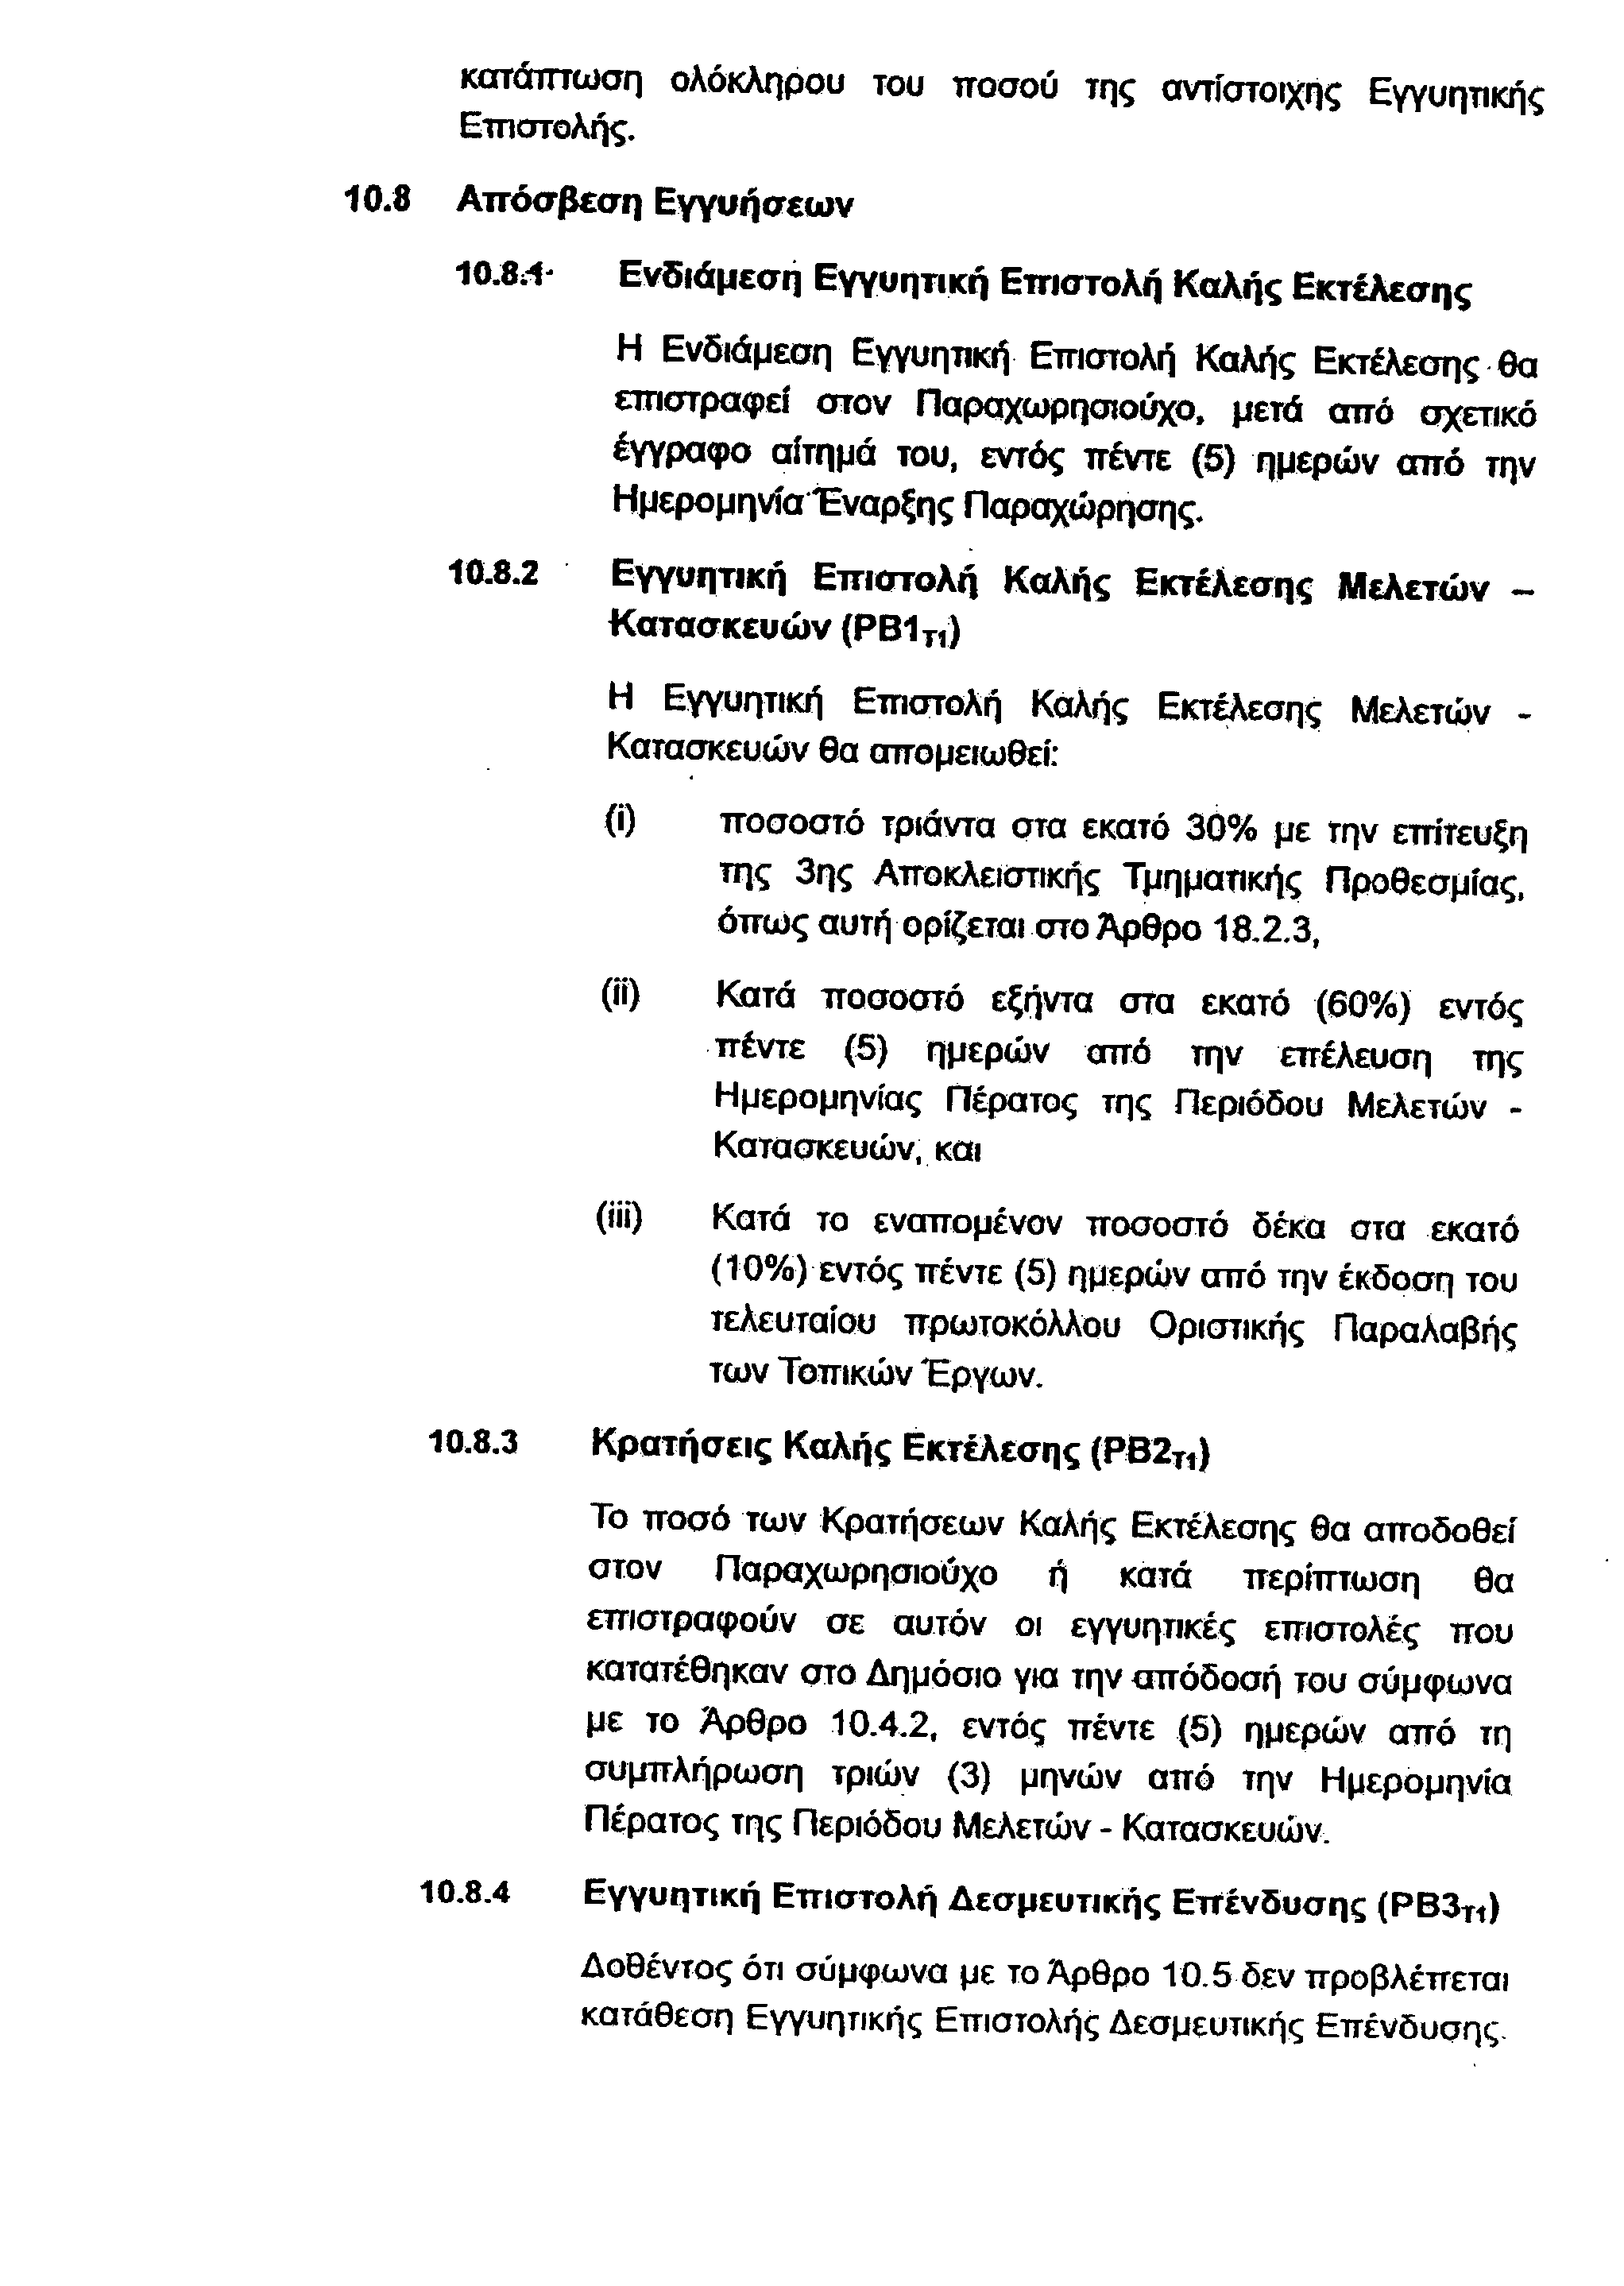 κατάπτωση ολόκληρου του ποσού της αντίστοιχης Εγγυητικής
Επιστολής.
10.8 Απόσβεση Εγγυήσεων
10.8.1 Ενδιάμεση Εγγυητική Επιστολή Καλής Εκτέλεσης
Η Ενδιάμεση Εγγυητική Επιστολή Καλής Εκτέλεσης θα
επιστραφεί στον Παραχωρησιούχο, μετά από σχετικό
έγγραφο αίτημά του, εντός πέντε (5) ημερών από την
Ημερομηνία Έναρξης Παραχώρησης.
10.8.2 Εγγυητική Επιστολή Καλής Εκτέλεσης Μελετών –
Κατασκευών (PB1τ1)
Η Εγγυητική Επιστολή Καλής Εκτέλεσης Μελετών -
Κατασκευών θα απομειωθεί:
(i) ποσοστό τριάντα στα εκατό 30% με την επίτευξη
της 3ης Αποκλειστικής Τμηματικής Προθεσμίας,
όπως αυτή ορίζεται στο Άρθρο 18.2.3,
(ii) Κατά ποσοστό εξήντα στα εκατό (60%) εντός
πέντε (5) ημερών από την επέλευση της
Ημερομηνίας Πέρατος της Περιόδου Μελετών -
Κατασκευών, και
(iii) Κατά το εναπομένον ποσοστό δέκα στα εκατό
(10%) εντός πέντε (5) ημερών από την έκδοση του
τελευταίου πρωτοκόλλου Οριστικής Παραλαβής
των Τοπικών Έργων.
10.8.3 Κρατήσεις Καλής Εκτέλεσης (PB2τ1)
Το ποσό των Κρατήσεων Καλής Εκτέλεσης θα αποδοθεί
στον Παραχωρησιούχο ή κατά περίπτωση θα
επιστραφούν σε αυτόν οι εγγυητικές επιστολές που
κατατέθηκαν στο Δημόσιο για την απόδοσή του σύμφωνα
με το Άρθρο 10.4.2, εντός πέντε (5) ημερών από τη
συμπλήρωση τριών (3) μηνών από την Ημερομηνία
Πέρατος της Περιόδου Μελετών - Κατασκευών.
10.8.4 Εγγυητική Επιστολή Δεσμευτικής Επένδυσης (PB3τ1)
Δοθέντος ότι σύμφωνα με το Άρθρο 10.5 δεν προβλέπεται
κατάθεση Εγγυητικής Επιστολής Δεσμευτικής Επένδυσης.